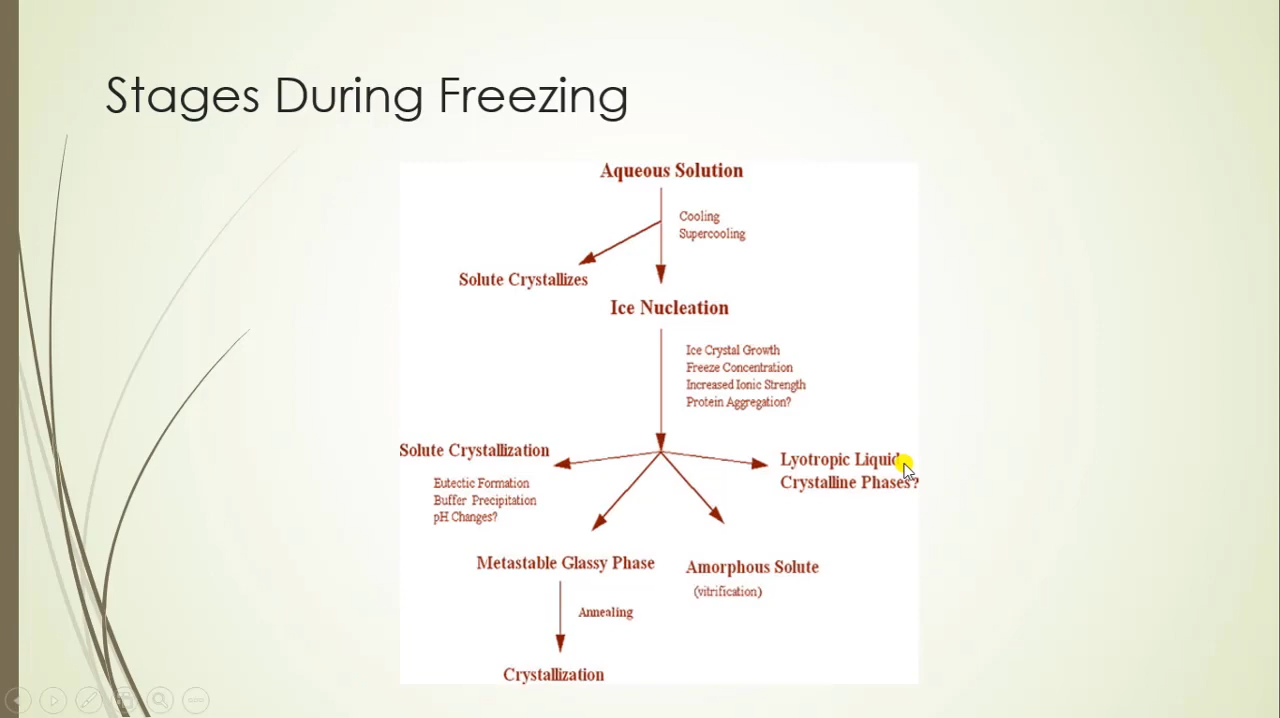 Stages During Freezing
Aqueous Solution
Cooling
Supercooling
Solute Crystallizes
Ice Nucleation
Ice Crystal Growth
Freeze Concentration
Increased Ionic Strength
Protein Aggregation?
Solute Crystallization
Eutectic Formation
Buffer Precipitation
pH Changes?
Lyotropic Liquid
Crystalline Phases?
Metastable Glassy Phase
Annealing
Crystallization
Amorphous Solute
(vitrification)